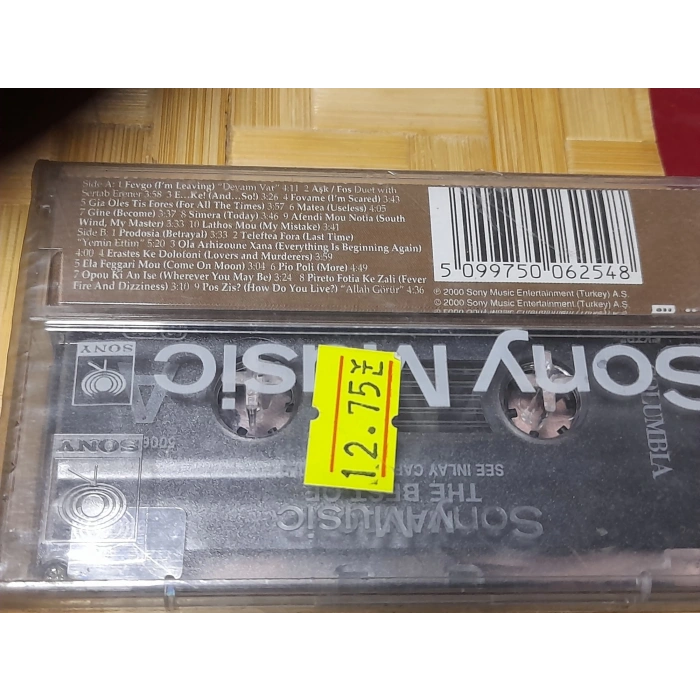 Side A: 1 Fevgo (I'm Leaving) "Devamı Var" 4:11 2 Aşk / Fos Duet with
Sertab Erener 3:58 3 E...Ke! (And...So!) 3:26 4 Fovame (I'm Scared) 3:43
5 Gia Oles Tis Fores (For All The Times) 3:57 6 Matea (Useless) 4:05
7 Gine (Become) 3:37 8 Simera (Today) 3:46 9 Afendi Mou Notia (South
Wind, My Master) 3:33 10 Lathos Mou (My Mistake) 3:41
Side B. 1 Prodosia (Betrayal) 3:33 2 Teleftea Fora (Last Time)
"Yemin Ettim" 5:20 3 Ola Arhizoune Xana (Everything Is Beginning Again)
4:00 4 Erastes Ke Dolofoni (Lovers and Murderers) 3:59
5 Ela Feggari Mou (Come On Moon) 3:04 6 Pio Poli (More) 4:49
7 Opou Ki An Ise (Wherever You May Be) 3:24 8 Pireto Fotia Ke Zali (Fever
Fire And Dizziness) 3:10 9 Pos Zis? (How Do You Live?) "Allah Görür" 4:36
5 099750 062548
℗ 2000 Sony Music Entertainment (Turkey) A.S.
© 2000 Sony Music Entertainment (Turkey) A.S.
SONY
Sony Music
12.75
COLUMBIA
SONY
SEE INLAY
THE BEST OF
Sony Music